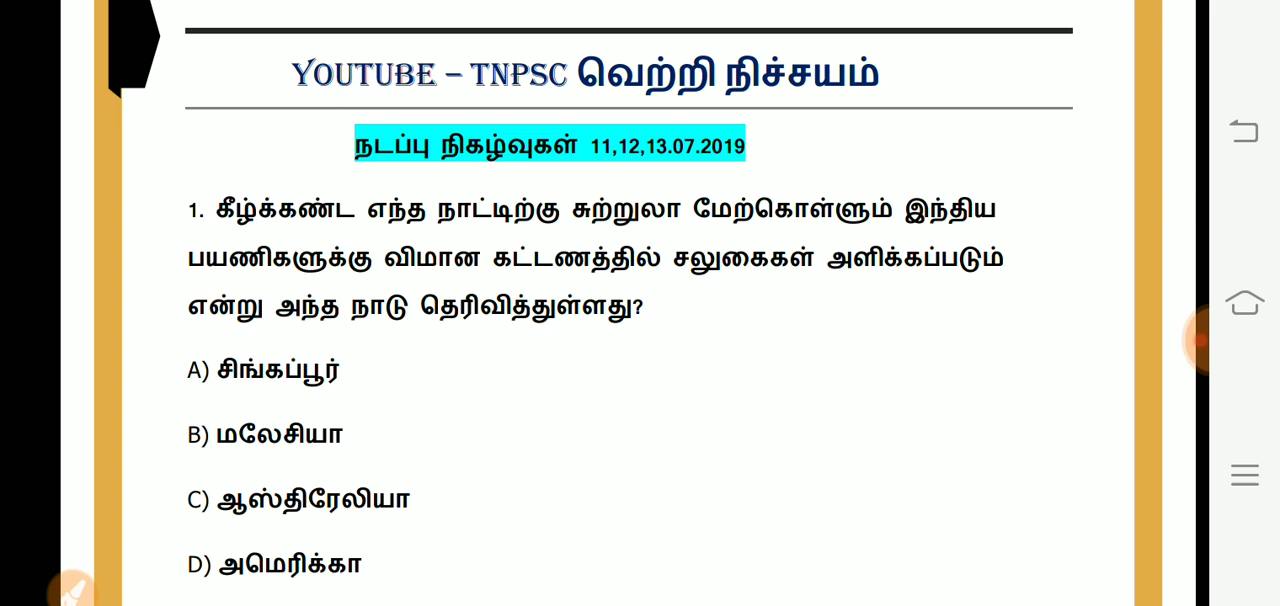 YOUTUBE – TNPSC வெற்றி நிச்சயம்
நடப்பு நிகழ்வுகள் 11,12,13.07.2019
1. கீழ்க்கண்ட எந்த நாட்டிற்கு சுற்றுலா மேற்கொள்ளும் இந்திய
பயணிகளுக்கு விமான கட்டணத்தில் சலுகைகள் அளிக்கப்படும்
என்று அந்த நாடு தெரிவித்துள்ளது?
A) சிங்கப்பூர்
B) மலேசியா
C) ஆஸ்திரேலியா
D) அமெரிக்கா